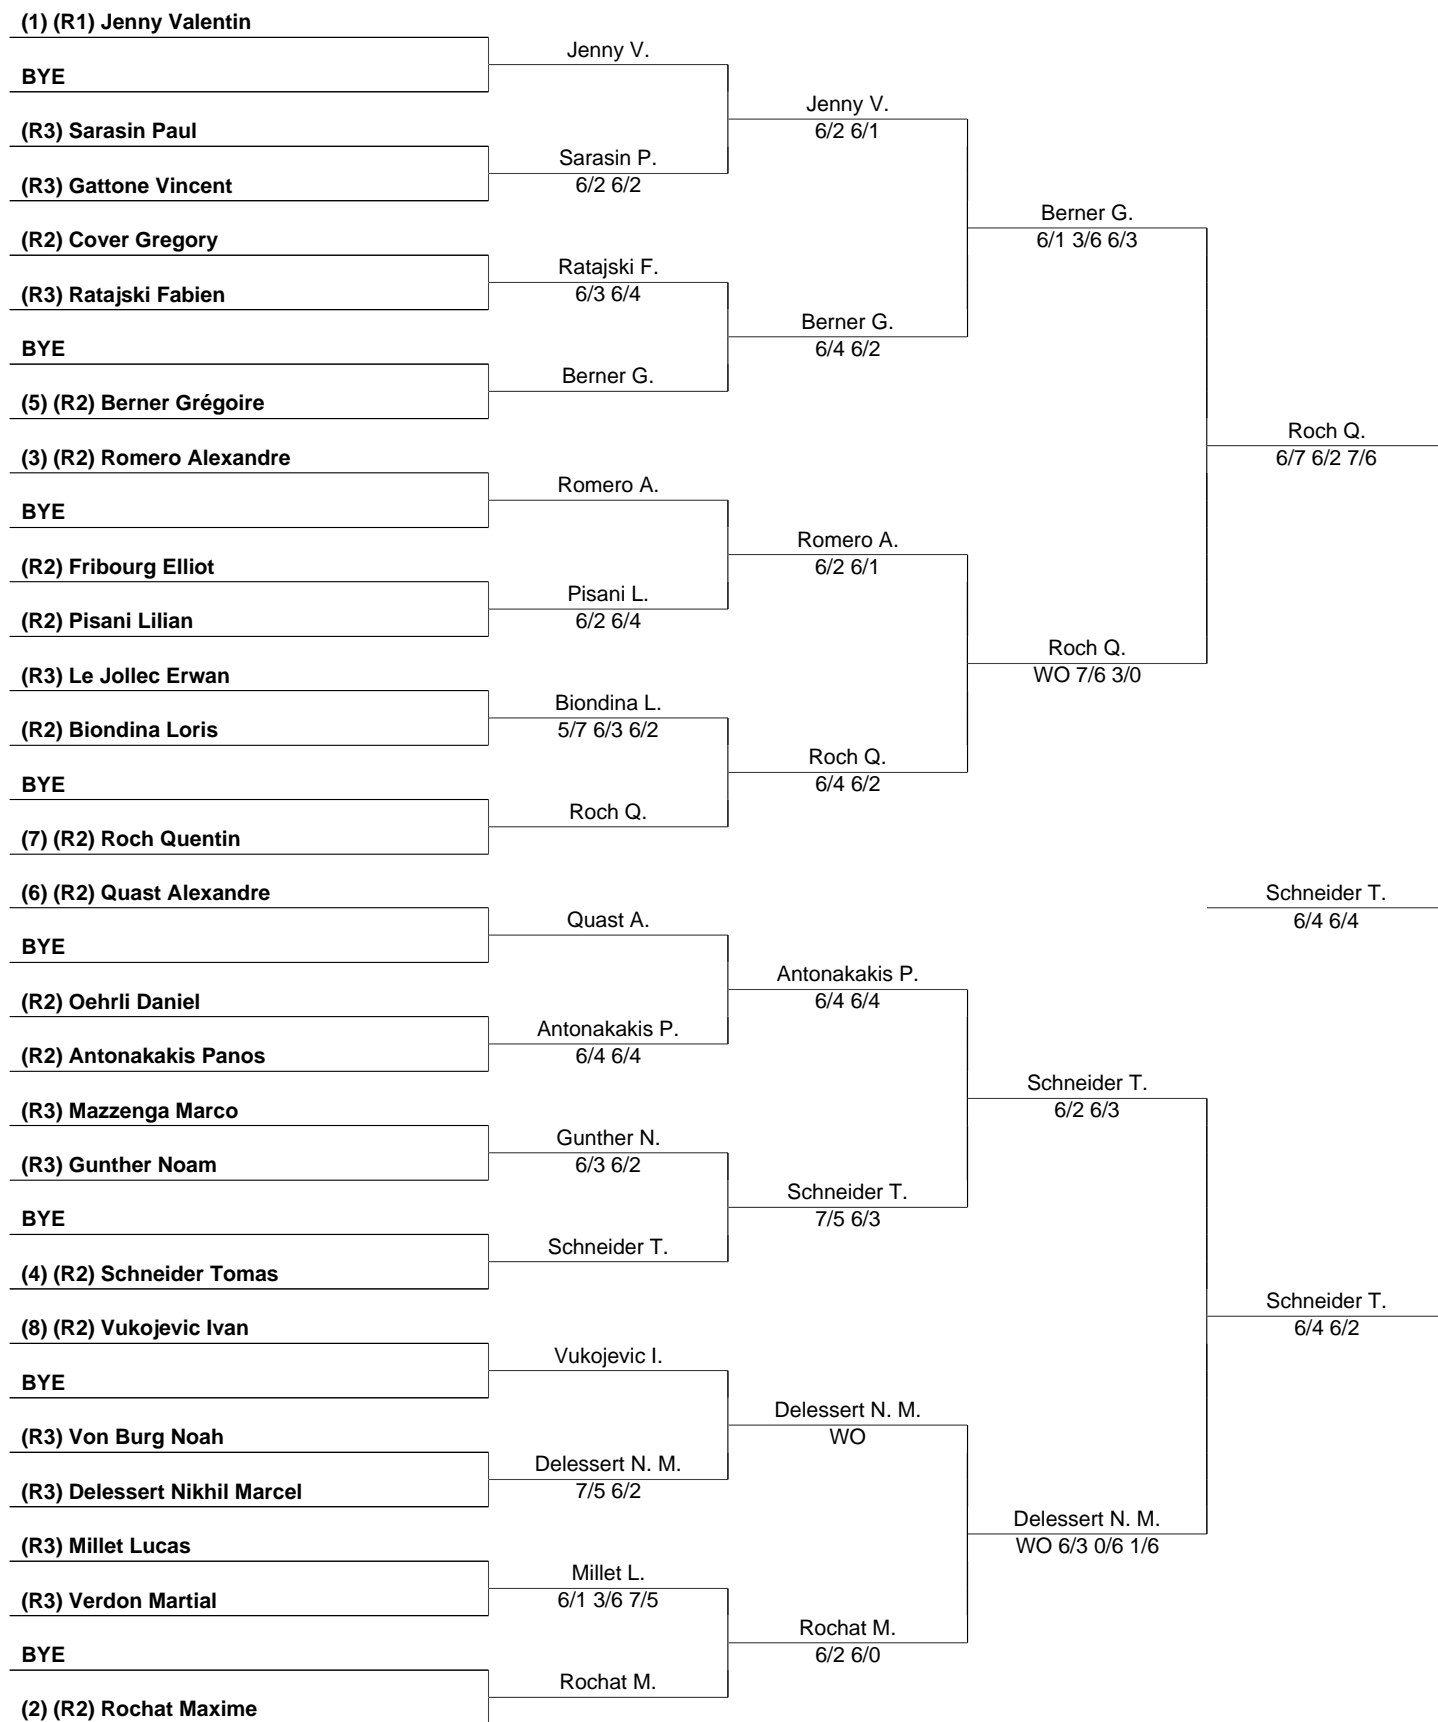 (1) (R1) Jenny Valentin
BYE
(R3) Sarasin Paul
(R3) Gattone Vincent
(R2) Cover Gregory
(R3) Ratajski Fabien
BYE
(5) (R2) Berner Grégoire
(3) (R2) Romero Alexandre
BYE
(R2) Fribourg Elliot
(R2) Pisani Lilian
(R3) Le Jollec Erwan
(R2) Biondina Loris
BYE
(7) (R2) Roch Quentin
(6) (R2) Quast Alexandre
BYE
(R2) Oehrli Daniel
(R2) Antonakakis Panos
(R3) Mazzenga Marco
(R3) Gunther Noam
BYE
(4) (R2) Schneider Tomas
(8) (R2) Vukojevic Ivan
BYE
(R3) Von Burg Noah
(R3) Delessert Nikhil Marcel
(R3) Millet Lucas
(R3) Verdon Martial
BYE
(2) (R2) Rochat Maxime
Jenny V.
Sarasin P.
6/2 6/2
Ratajski F.
6/3 6/4
Berner G.
Romero A.
Pisani L.
6/2 6/4
Biondina L.
5/7 6/3 6/2
Roch Q.
Quast A.
Antonakakis P.
6/4 6/4
Gunther N.
6/3 6/2
Schneider T.
Vukojevic I.
Delessert N. M.
7/5 6/2
Millet L.
6/1 3/6 7/5
Rochat M.
Jenny V.
6/2 6/1
Berner G.
6/4 6/2
Romero A.
6/2 6/1
Roch Q.
6/4 6/2
Antonakakis P.
6/4 6/4
Schneider T.
7/5 6/3
Delessert N. M.
WO
Rochat M.
6/2 6/0
Berner G.
6/1 3/6 6/3
Roch Q.
WO 7/6 3/0
Schneider T.
6/2 6/3
Delessert N. M.
WO 6/3 0/6 1/6
Roch Q.
6/7 6/2 7/6
Schneider T.
6/4 6/4
Schneider T.
6/4 6/2